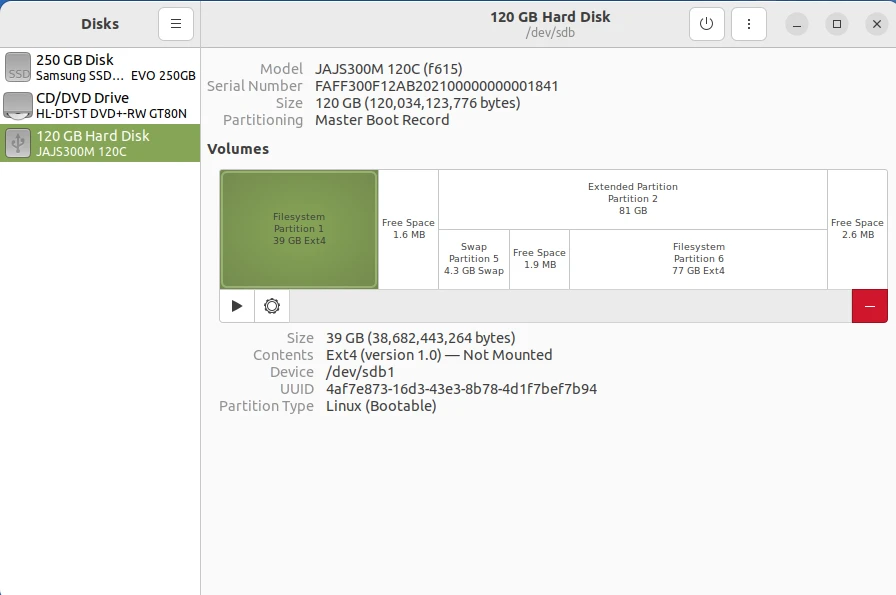 Disks
120 GB Hard Disk
/dev/sdb
250 GB Disk
Samsung SSD... EVO 250GB
CD/DVD Drive
HL-DT-ST DVD+-RW GT80N
120 GB Hard Disk
JAJS300M 120C
SSD
Model JAJS300M 120C (f615)
Serial Number FAFF300F12AB202100000000001841
Size 120 GB (120,034,123,776 bytes)
Partitioning Master Boot Record
Volumes
Filesystem
Partition 1
39 GB Ext4
Free Space
1.6 MB
Extended Partition
Partition 2
81 GB
Swap
Partition 5
4.3 GB Swap
Free Space
1.9 MB
Filesystem
Partition 6
77 GB Ext4
Free Space
2.6 MB
Size 39 GB (38,682,443,264 bytes)
Contents Ext4 (version 1.0) — Not Mounted
Device /dev/sdb1
UUID 4af7e873-16d3-43e3-8b78-4d1f7bef7b94
Partition Type Linux (Bootable)